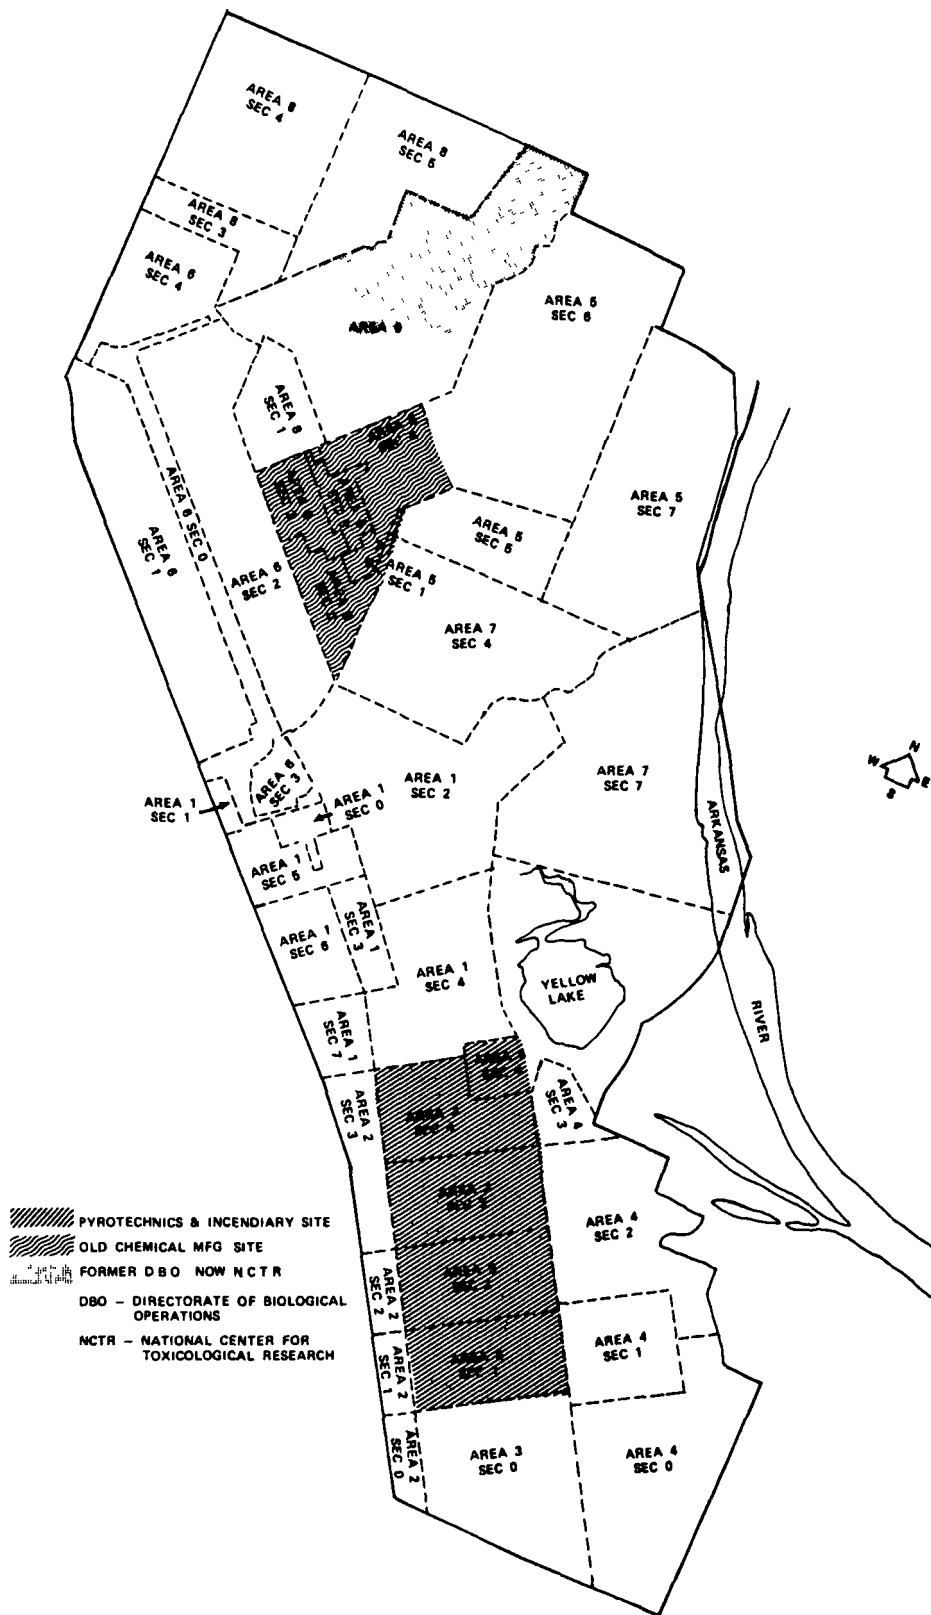 AREA 8
SEC 4
AREA 8
SEC 5
AREA 8
SEC 3
AREA 6
SEC 4
AREA 5
SEC 6
AREA 9
AREA 8
SEC 1
AREA 6 SEC 0
AREA 6
SEC 1
AREA 6
SEC 2
AREA 5
SEC 7
AREA 5
SEC 5
AREA 5
SEC 1
AREA 7
SEC 4
AREA 6
SEC 3
AREA 1
SEC 1
AREA 1
SEC 0
AREA 1
SEC 2
AREA 7
SEC 7
W
N
E
S
ARKANSAS
RIVER
AREA 1
SEC 5
AREA 1
SEC 6
AREA 1
SEC 3
AREA 1
SEC 4
YELLOW
LAKE
AREA 1
SEC 7
AREA 2
SEC 3
AREA 4
SEC 3
AREA 4
SEC 2
AREA 2
SEC 2
AREA 2
SEC 1
AREA 4
SEC 1
AREA 2
SEC 0
AREA 3
SEC 0
AREA 4
SEC 0
PYROTECHNICS & INCENDIARY SITE
OLD CHEMICAL MFG SITE
FORMER DBO NOW NCTR
DBO – DIRECTORATE OF BIOLOGICAL
OPERATIONS
NCTR – NATIONAL CENTER FOR
TOXICOLOGICAL RESEARCH